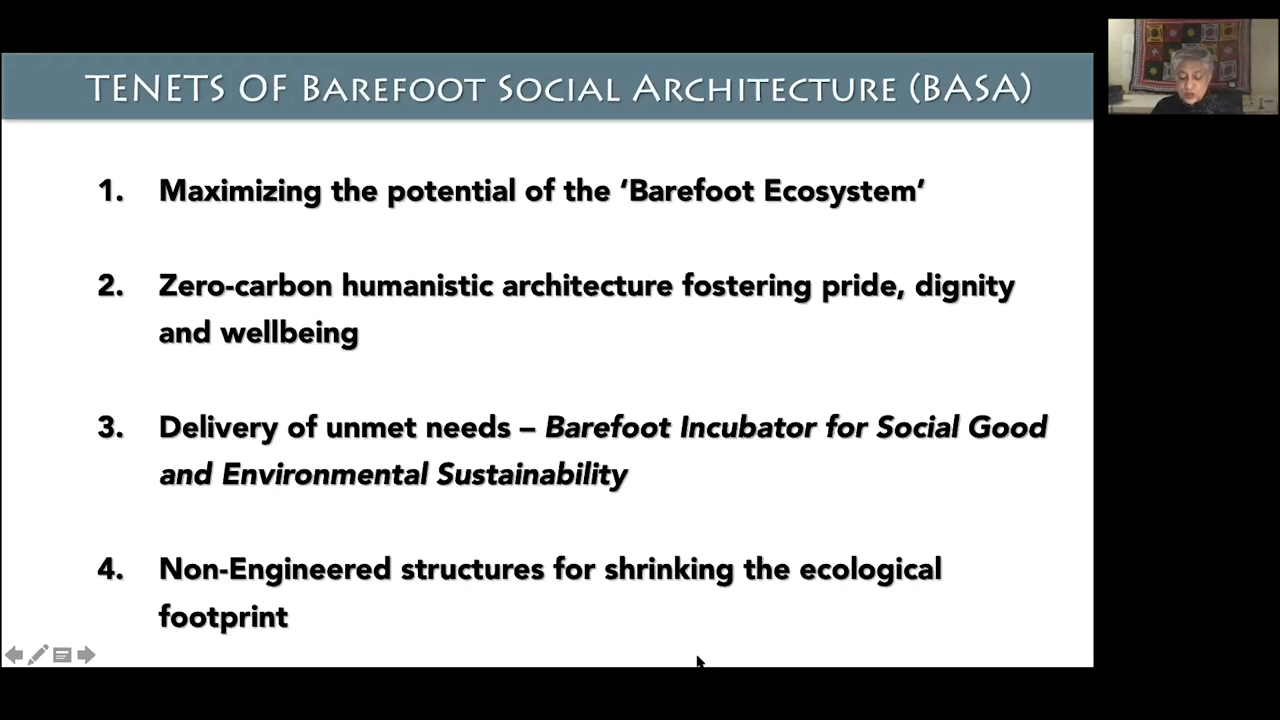 TENETS OF BAREFOOT SOCIAL ARCHITECTURE (BASA)
1. Maximizing the potential of the ‘Barefoot Ecosystem’
2. Zero-carbon humanistic architecture fostering pride, dignity
and wellbeing
3. Delivery of unmet needs – Barefoot Incubator for Social Good
and Environmental Sustainability
4. Non-Engineered structures for shrinking the ecological
footprint